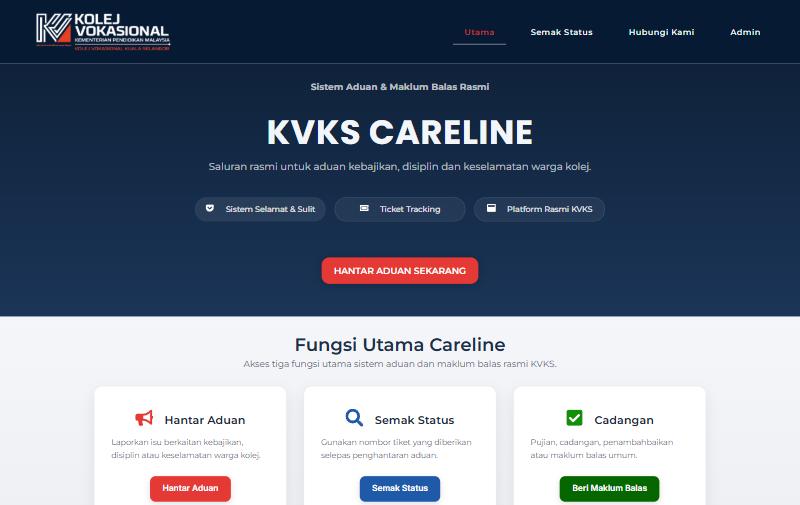 KOLEJ
VOKASIONAL
KEMENTERIAN PENDIDIKAN MALAYSIA
KOLEJ VOKASIONAL KUALA SELANGOR
Utama
Semak Status
Hubungi Kami
Admin
Sistem Aduan & Maklum Balas Rasmi
KVKS CARELINE
Saluran rasmi untuk aduan kebajikan, disiplin dan keselamatan warga kolej.
Sistem Selamat & Sulit
Ticket Tracking
Platform Rasmi KVKS
HANTAR ADUAN SEKARANG
Fungsi Utama Careline
Akses tiga fungsi utama sistem aduan dan maklum balas rasmi KVKS.
Hantar Aduan
Laporkan isu berkaitan kebajikan,
disiplin atau keselamatan warga kolej.
Hantar Aduan
Semak Status
Gunakan nombor tiket yang diberikan
selepas penghantaran aduan.
Semak Status
Cadangan
Pujian, cadangan, penambahbaikan
atau maklum balas umum.
Beri Maklum Balas